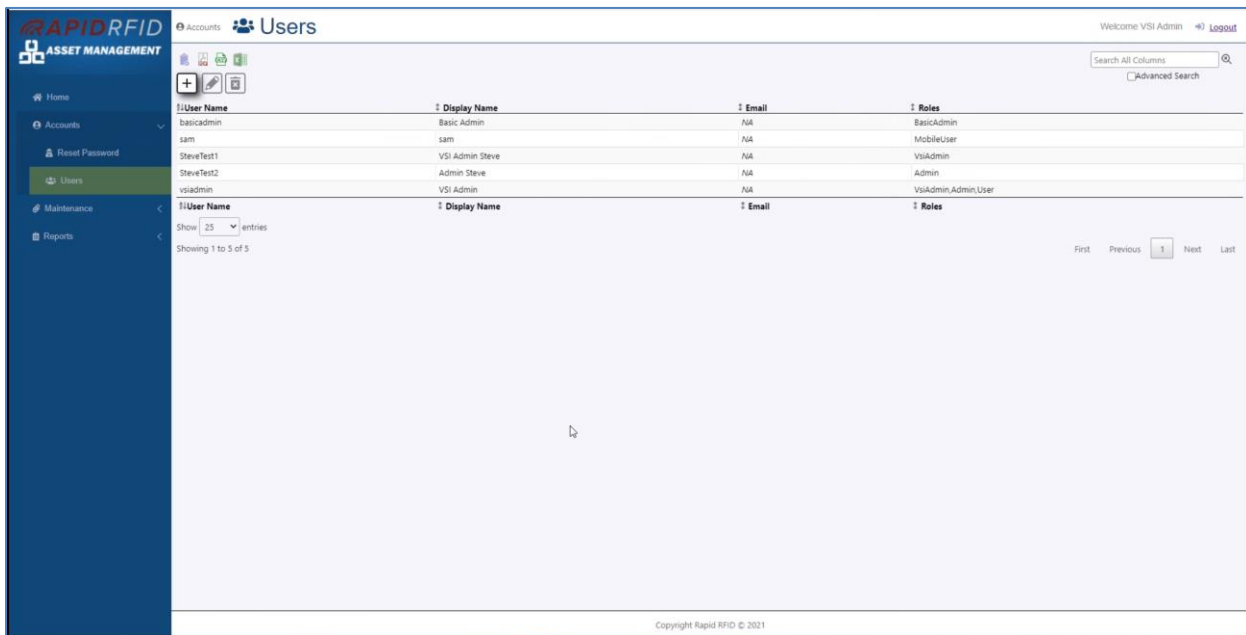 RAPIDRFID
ASSET MANAGEMENT
Accounts Users
Welcome VSI Admin Logout
Search All Columns
Advanced Search
Home
Accounts
Reset Password
Users
Maintenance
Reports
User Name Display Name Email Roles
basicadmin Basic Admin NA BasicAdmin
sam sam NA MobileUser
SteveTest1 VSI Admin Steve NA VsiAdmin
SteveTest2 Admin Steve NA Admin
vsiadmin VSI Admin NA VsiAdmin,Admin,User
User Name Display Name Email Roles
Show 25 entries
Showing 1 to 5 of 5
First Previous 1 Next Last
Copyright Rapid RFID © 2021